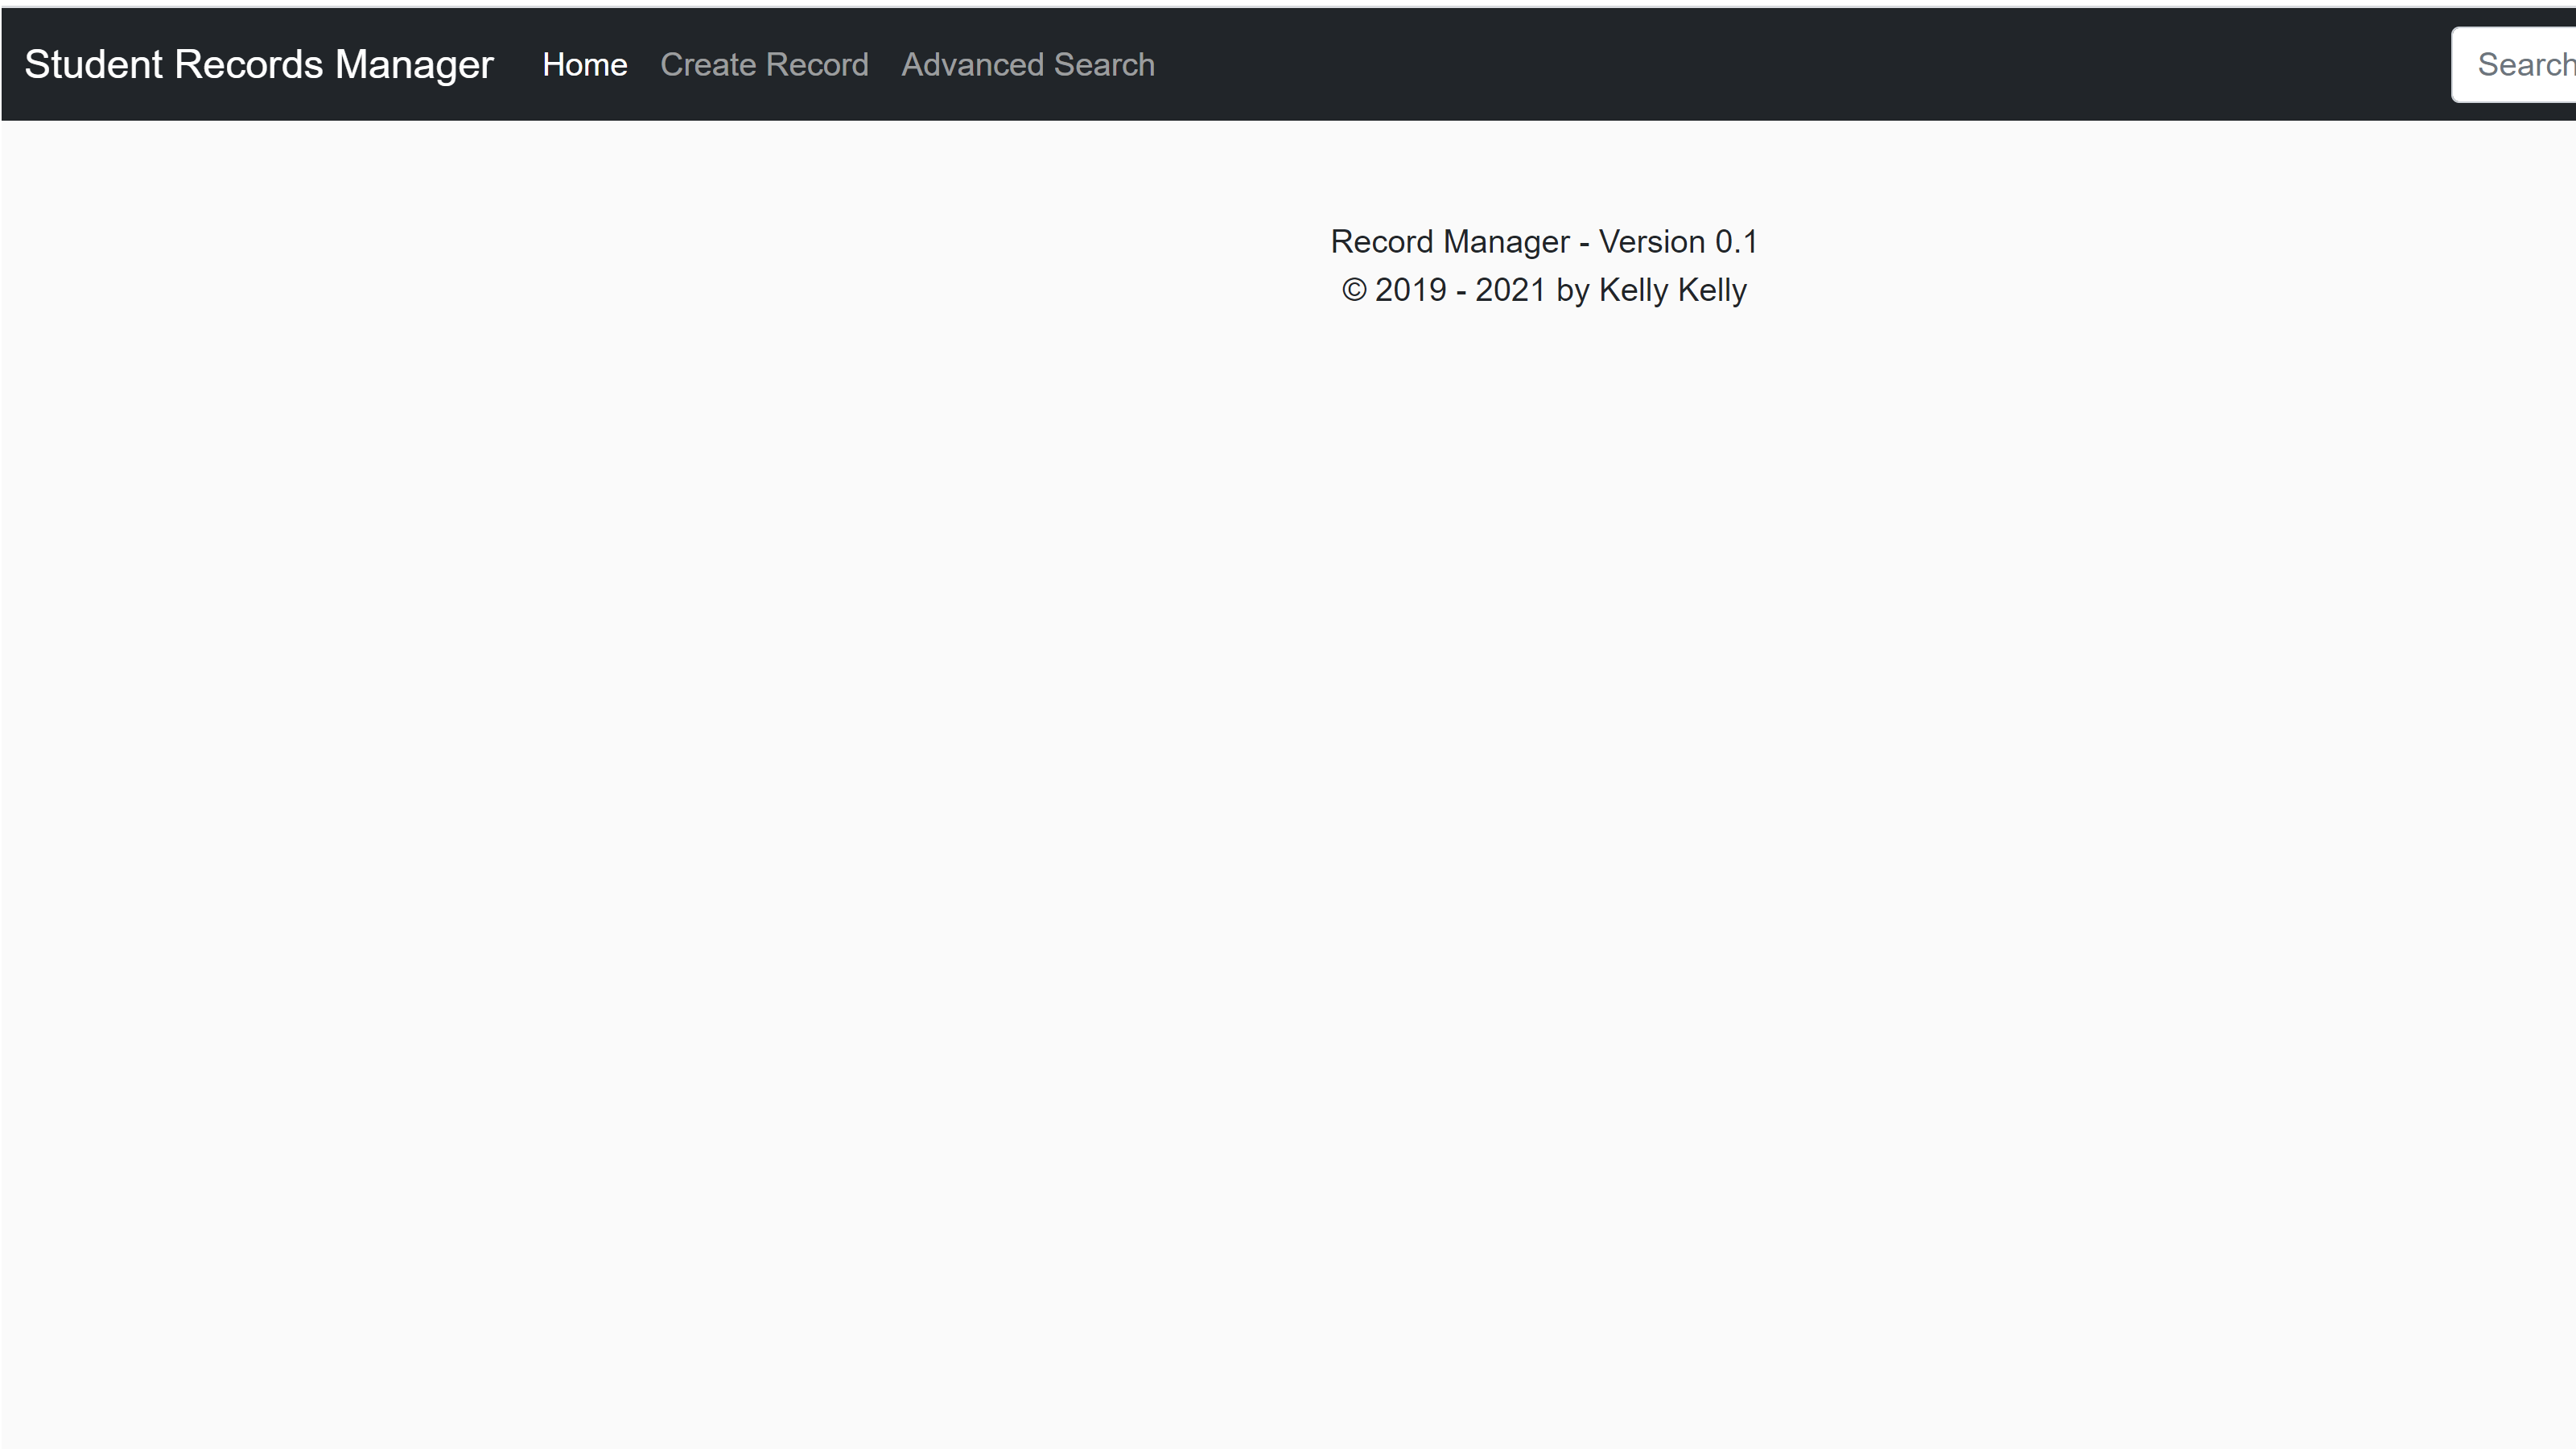 Student Records Manager Home Create Record Advanced Search Search
Record Manager - Version 0.1
© 2019 - 2021 by Kelly Kelly